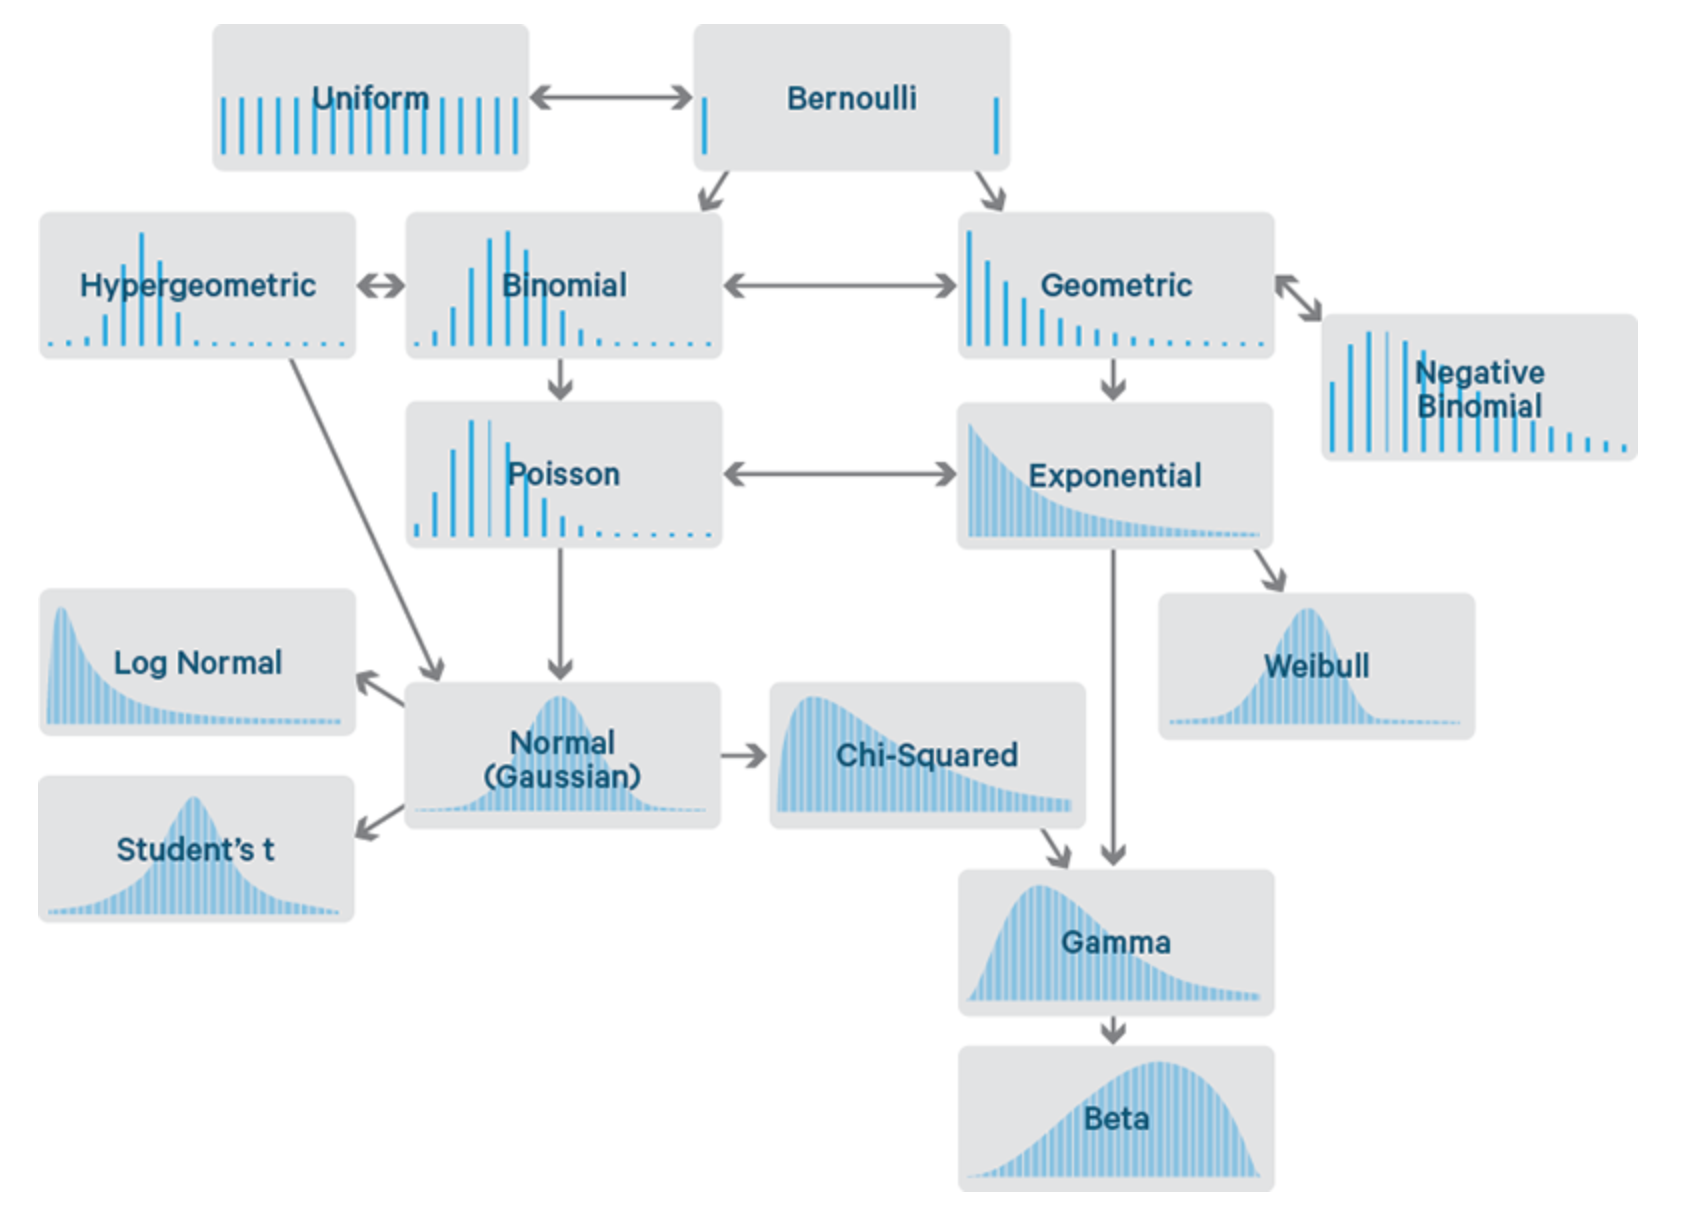 Uniform
Bernoulli
Hypergeometric
Binomial
Geometric
Negative
Binomial
Poisson
Exponential
Log Normal
Weibull
Normal
(Gaussian)
Chi-Squared
Student’s t
Gamma
Beta